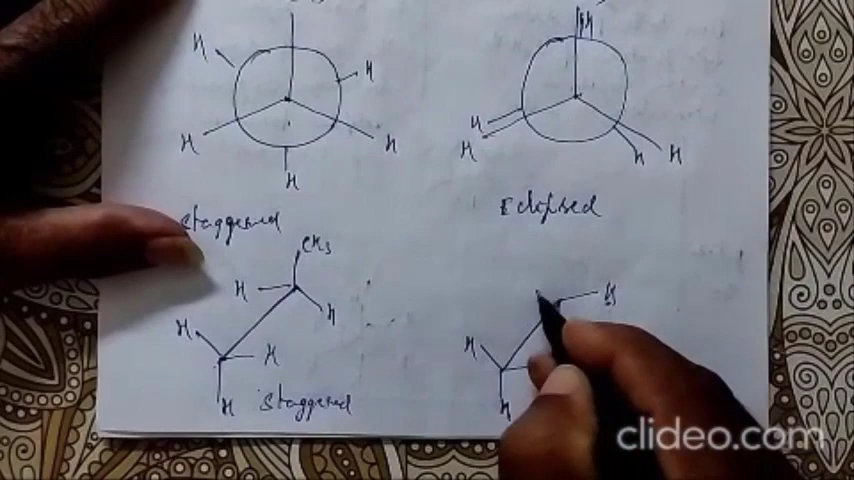 H H
H H H H H H
H
Staggered Eclipsed
CH3
H H
H H H
H Staggered H
clideo.com